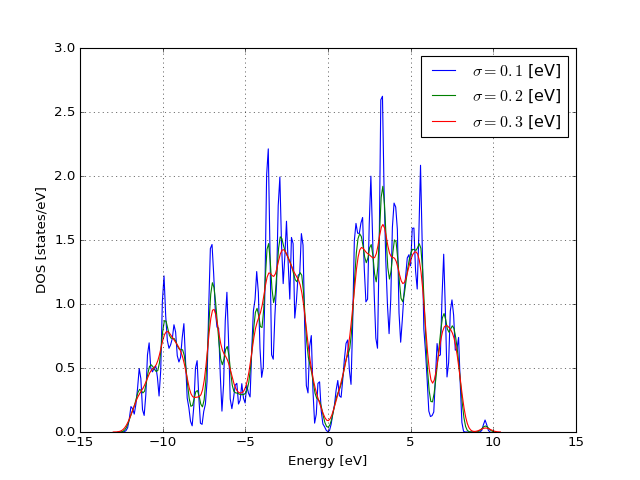 3.0
2.5
2.0
1.5
1.0
0.5
0.0
DOS [states/eV]
σ = 0.1 [eV]
σ = 0.2 [eV]
σ = 0.3 [eV]
−15 −10 −5 0 5 10 15
Energy [eV]